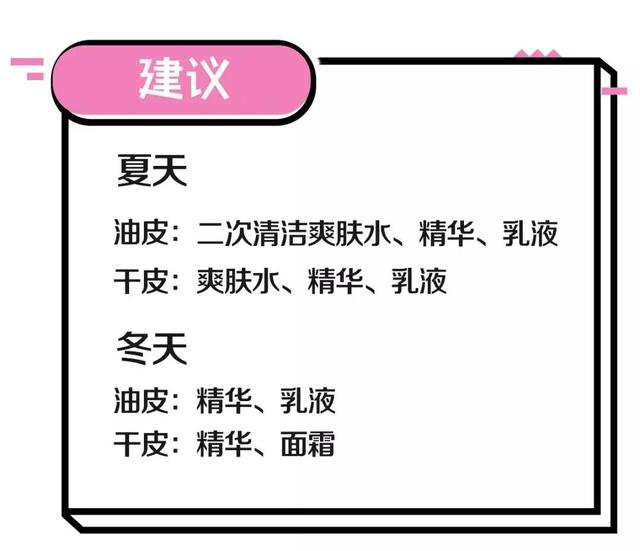 建议
夏天
油皮：二次清洁爽肤水、精华、乳液
干皮：爽肤水、精华、乳液
冬天
油皮：精华、乳液
干皮：精华、面霜